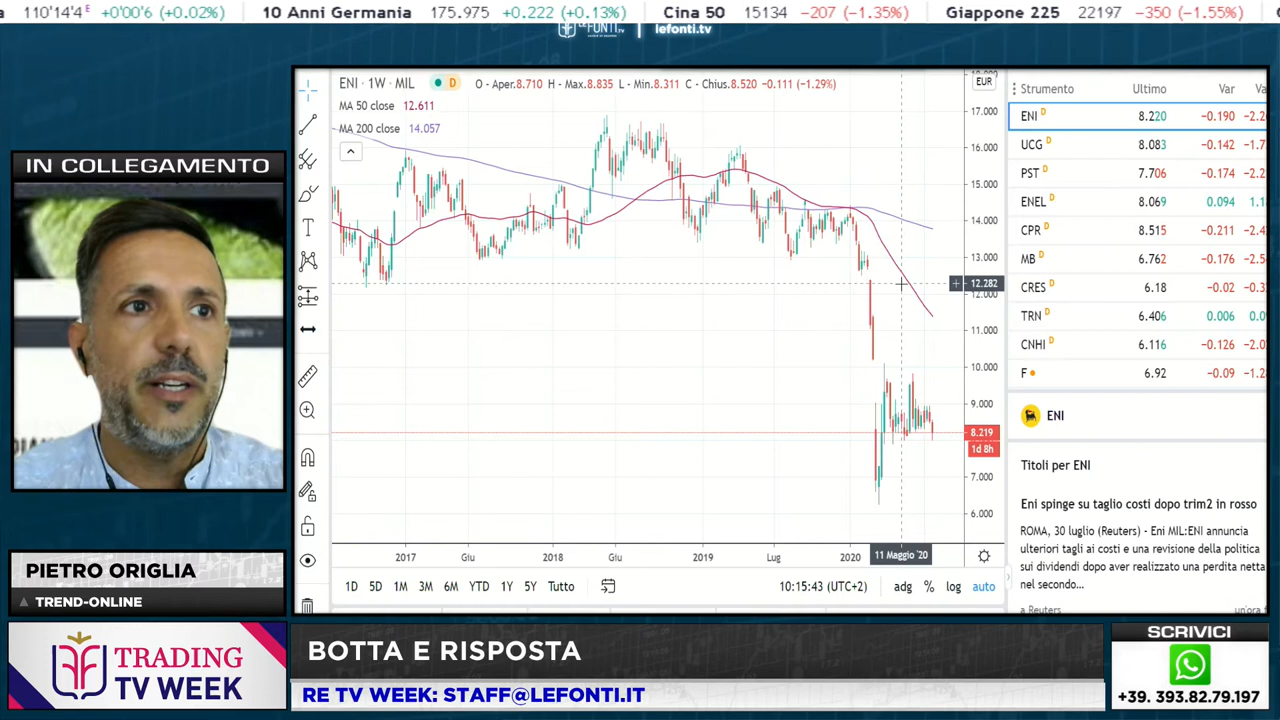 110'14'4 E +0'00'6 (+0.02%) 10 Anni Germania 175.975 +0.222 (+0.13%) Cina 50 15134 -207 (-1.35%) Giappone 225 22197 -350 (-1.55%)
LEFONTI.TV | lefonti.tv
IN COLLEGAMENTO
ENI · 1W · MIL D O - Aper.8.710 H - Max.8.835 L - Min.8.311 C - Chius.8.520 -0.111 (-1.29%)
MA 50 close 12.611
MA 200 close 14.057
EUR
17.000
16.000
15.000
14.000
13.000
12.282
12.000
11.000
10.000
9.000
8.219
1d 8h
7.000
6.000
2017 Giu 2018 Giu 2019 Lug 2020 11 Maggio '20
1D 5D 1M 3M 6M YTD 1Y 5Y Tutto 10:15:43 (UTC+2) adg % log auto
Strumento Ultimo Var
ENI D 8.220 -0.190
UCG D 8.083 -0.142
PST D 7.706 -0.174
ENEL D 8.069 0.094
CPR D 8.515 -0.211
MB D 6.762 -0.176
CRES D 6.18 -0.02
TRN D 6.406 0.006
CNHI D 6.116 -0.126
F 6.92 -0.09
ENI
Titoli per ENI
Eni spinge su taglio costi dopo trim2 in rosso
ROMA, 30 luglio (Reuters) - Eni MIL:ENI annuncia
ulteriori tagli ai costi e una revisione della politica
sui dividendi dopo aver realizzato una perdita netta
nel secondo...
a Reuters un'ora
PIETRO ORIGLIA
TREND-ONLINE
TRADING
TV WEEK
BOTTA E RISPOSTA
RE TV WEEK: STAFF@LEFONTI.IT
SCRIVICI
+39. 393.82.79.197